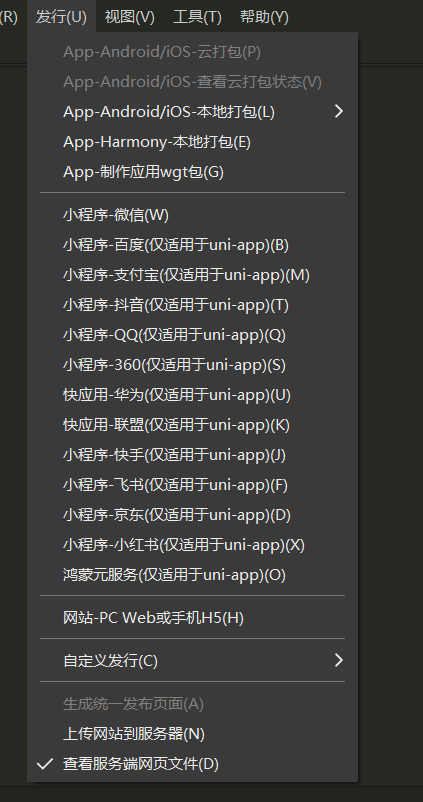 (R) 发行(U) 视图(V) 工具(T) 帮助(Y)
App-Android/iOS-云打包(P)
App-Android/iOS-查看云打包状态(V)
App-Android/iOS-本地打包(L)
App-Harmony-本地打包(E)
App-制作应用wgt包(G)
小程序-微信(W)
小程序-百度(仅适用于uni-app)(B)
小程序-支付宝(仅适用于uni-app)(M)
小程序-抖音(仅适用于uni-app)(T)
小程序-QQ(仅适用于uni-app)(Q)
小程序-360(仅适用于uni-app)(S)
快应用-华为(仅适用于uni-app)(U)
快应用-联盟(仅适用于uni-app)(K)
小程序-快手(仅适用于uni-app)(J)
小程序-飞书(仅适用于uni-app)(F)
小程序-京东(仅适用于uni-app)(D)
小程序-小红书(仅适用于uni-app)(X)
鸿蒙元服务(仅适用于uni-app)(O)
网站-PC Web或手机H5(H)
自定义发行(C)
生成统一发布页面(A)
上传网站到服务器(N)
查看服务端网页文件(D)